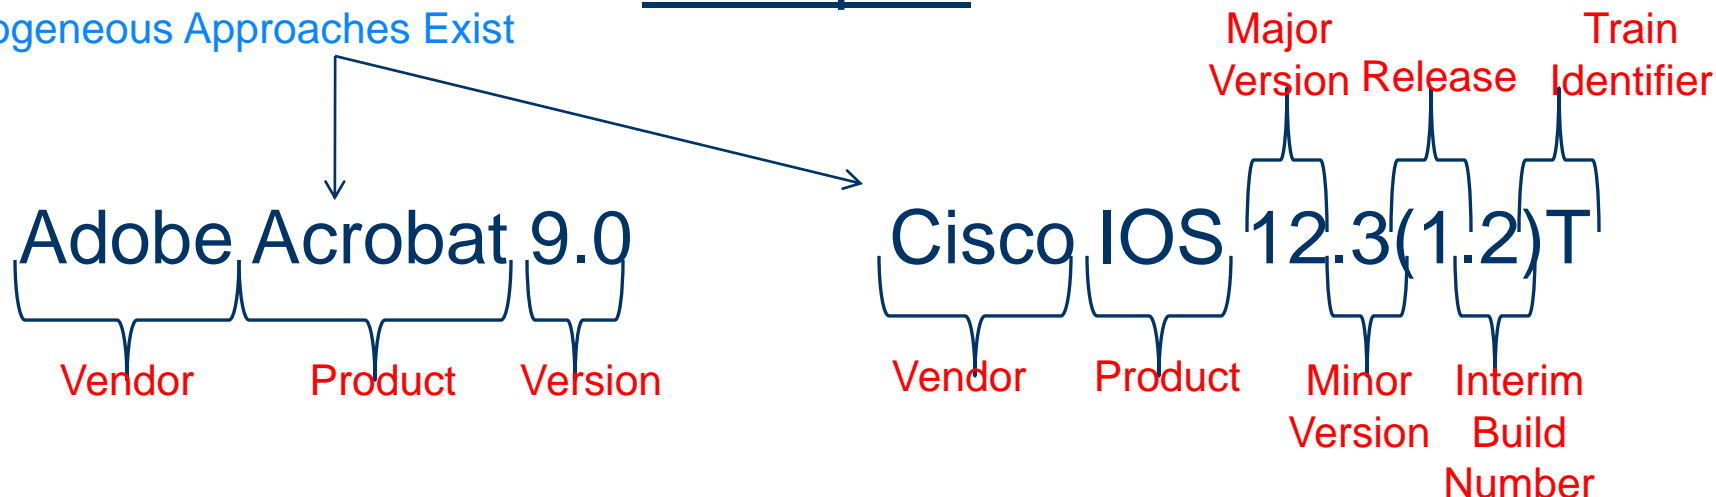 ogeneous Approaches Exist
Major
Version
Release
Train
Identifier
Adobe Acrobat 9.0
Cisco IOS 12.3(1.2)T
Vendor
Product
Version
Vendor
Product
Minor
Version
Interim
Build
Number